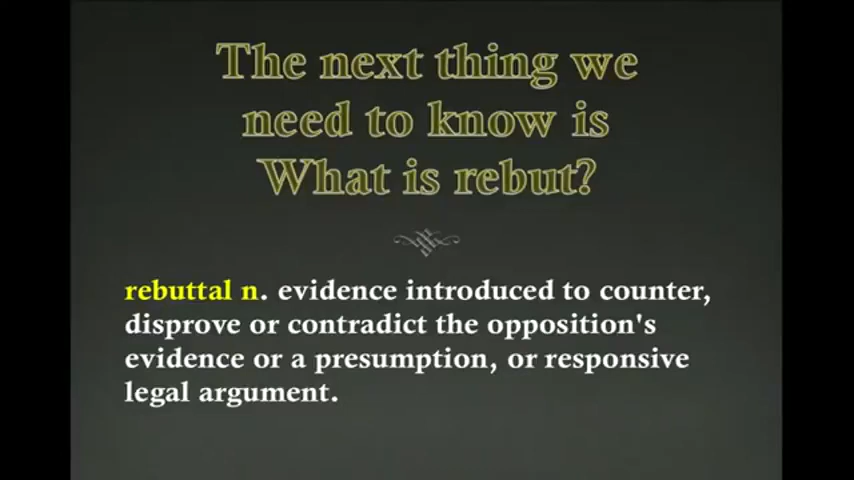 The next thing we
need to know is
What is rebut?
rebuttal n. evidence introduced to counter,
disprove or contradict the opposition's
evidence or a presumption, or responsive
legal argument.